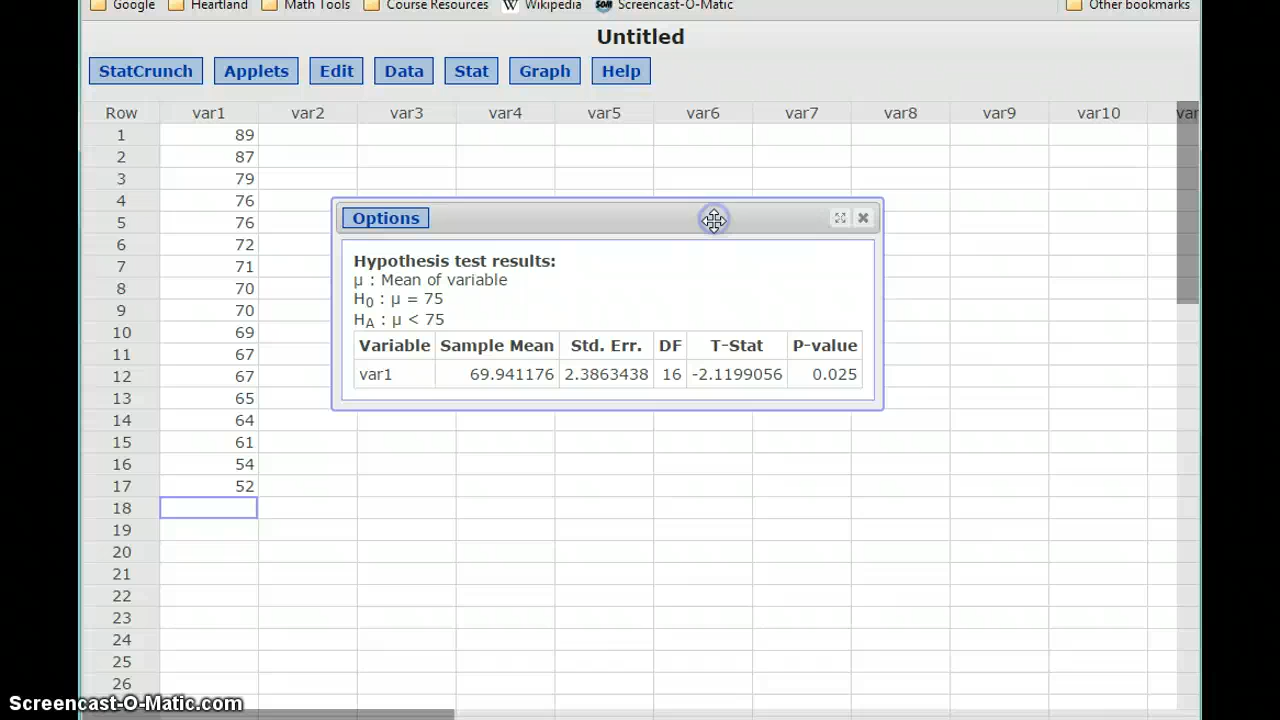 Google Heartland Math Tools Course Resources W Wikipedia SOM Screencast-O-Matic Other bookmarks
Untitled
StatCrunch Applets Edit Data Stat Graph Help
Row var1 var2 var3 var4 var5 var6 var7 var8 var9 var10 var
1 89
2 87
3 79
4 76
5 76
6 72
7 71
8 70
9 70
10 69
11 67
12 67
13 65
14 64
15 61
16 54
17 52
18
19
20
21
22
23
24
25
26
Options
Hypothesis test results:
μ : Mean of variable
H0 : μ = 75
HA : μ < 75
Variable Sample Mean Std. Err. DF T-Stat P-value
var1 69.941176 2.3863438 16 -2.1199056 0.025
Screencast-O-Matic.com